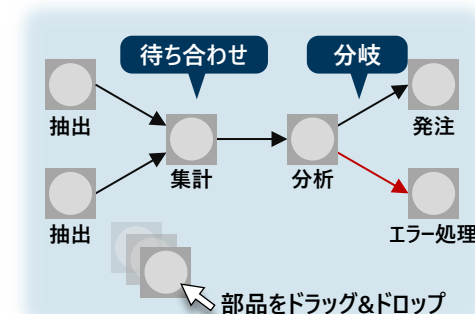 待ち合わせ
分岐
抽出
発注
集計
分析
抽出
エラー処理
部品をドラッグ&ドロップ